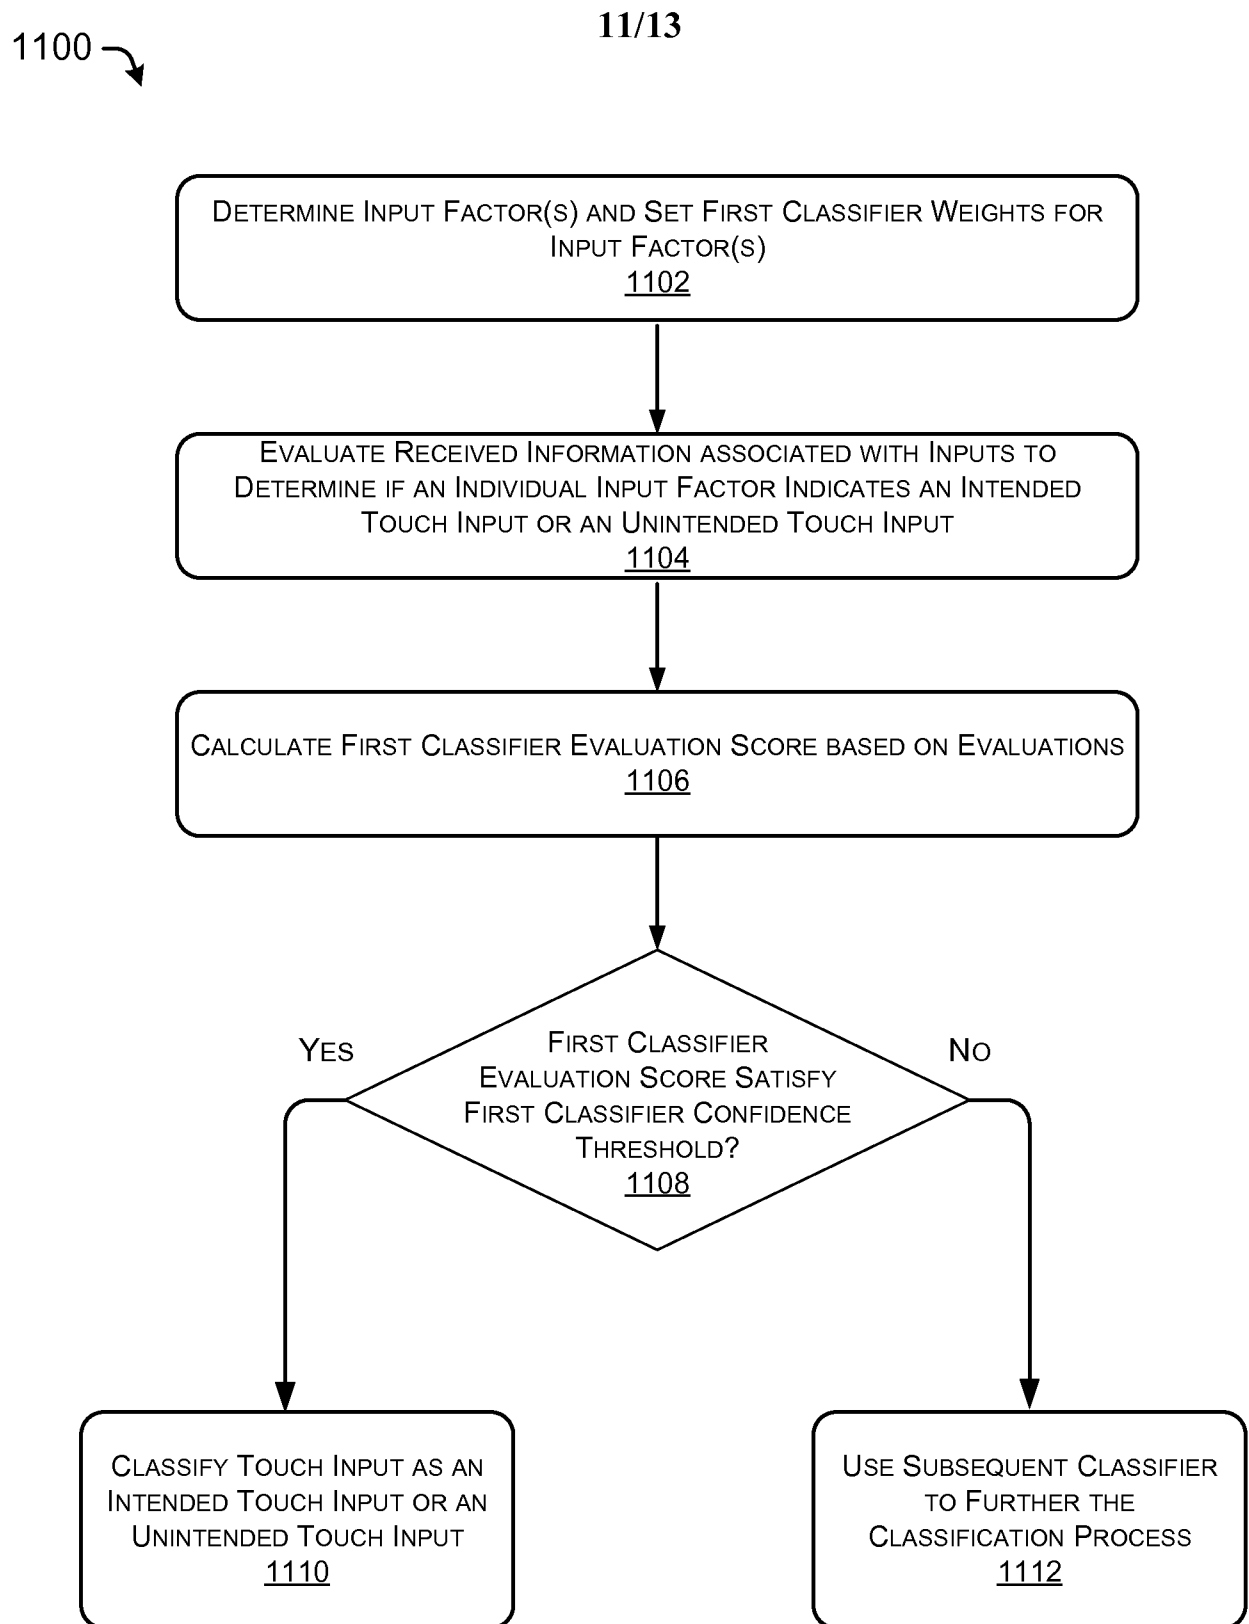 11/13
1100
DETERMINE INPUT FACTOR(S) AND SET FIRST CLASSIFIER WEIGHTS FOR
INPUT FACTOR(S)
1102
EVALUATE RECEIVED INFORMATION ASSOCIATED WITH INPUTS TO
DETERMINE IF AN INDIVIDUAL INPUT FACTOR INDICATES AN INTENDED
TOUCH INPUT OR AN UNINTENDED TOUCH INPUT
1104
CALCULATE FIRST CLASSIFIER EVALUATION SCORE BASED ON EVALUATIONS
1106
FIRST CLASSIFIER
EVALUATION SCORE SATISFY
FIRST CLASSIFIER CONFIDENCE
THRESHOLD?
1108
YES
NO
CLASSIFY TOUCH INPUT AS AN
INTENDED TOUCH INPUT OR AN
UNINTENDED TOUCH INPUT
1110
USE SUBSEQUENT CLASSIFIER
TO FURTHER THE
CLASSIFICATION PROCESS
1112